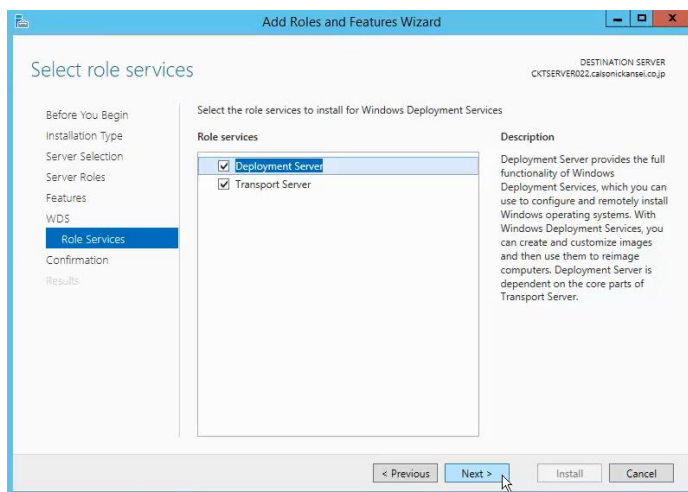 Add Roles and Features Wizard
Select role services
DESTINATION SERVER
CKTSERVER022.calsonickansei.co.jp
Before You Begin
Installation Type
Server Selection
Server Roles
Features
WDS
Role Services
Confirmation
Results
Select the role services to install for Windows Deployment Services
Role services
Deployment Server
Transport Server
Description
Deployment Server provides the full
functionality of Windows
Deployment Services, which you can
use to configure and remotely install
Windows operating systems. With
Windows Deployment Services, you
can create and customize images
and then use them to reimage
computers. Deployment Server is
dependent on the core parts of
Transport Server.
< Previous
Next >
Install
Cancel